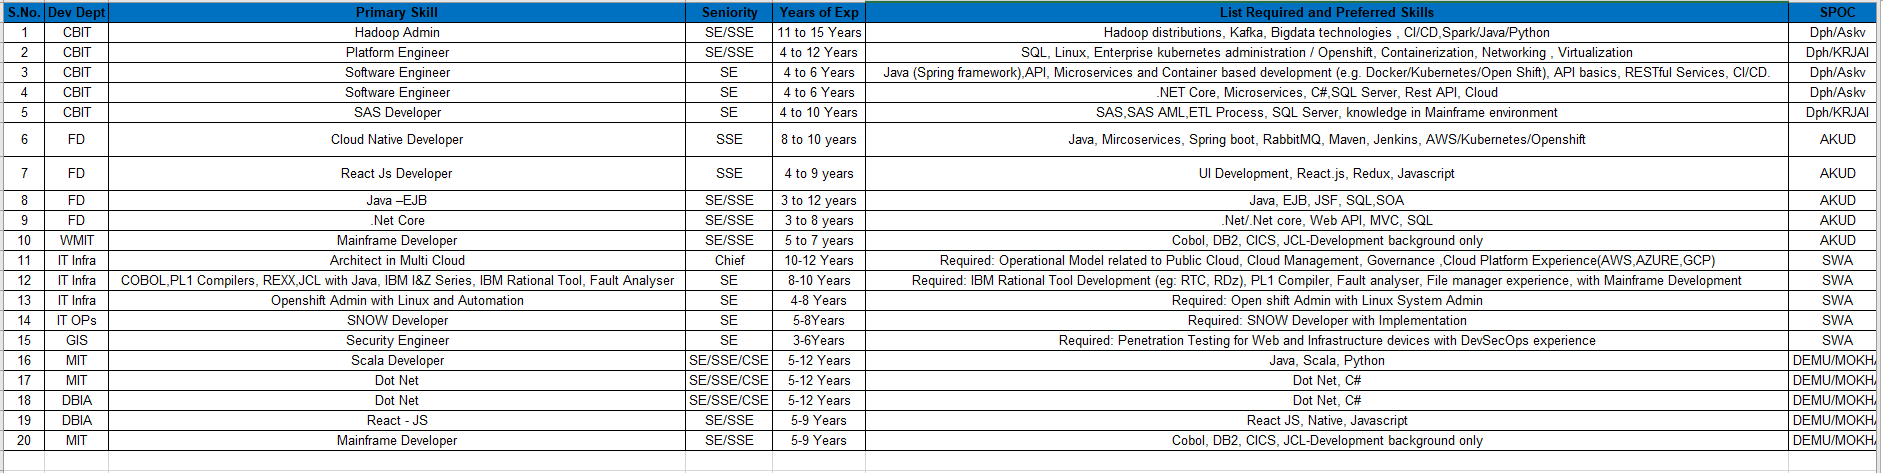 S.No. Dev Dept Primary Skill Seniority Years of Exp List Required and Preferred Skills SPOC
1 CBIT Hadoop Admin SE/SSE 11 to 15 Years Hadoop distributions, Kafka, Bigdata technologies , CI/CD,Spark/Java/Python Dph/Askv
2 CBIT Platform Engineer SE/SSE 4 to 12 Years SQL, Linux, Enterprise kubernetes administration / Openshift, Containerization, Networking , Virtualization Dph/KRJAI
3 CBIT Software Engineer SE 4 to 6 Years Java (Spring framework),API, Microservices and Container based development (e.g. Docker/Kubernetes/Open Shift), API basics, RESTful Services, CI/CD. Dph/Askv
4 CBIT Software Engineer SE 4 to 6 Years .NET Core, Microservices, C#,SQL Server, Rest API, Cloud Dph/Askv
5 CBIT SAS Developer SE 4 to 10 Years SAS,SAS AML,ETL Process, SQL Server, knowledge in Mainframe environment Dph/KRJAI
6 FD Cloud Native Developer SSE 8 to 10 years Java, Mircoservices, Spring boot, RabbitMQ, Maven, Jenkins, AWS/Kubernetes/Openshift AKUD
7 FD React Js Developer SSE 4 to 9 years UI Development, React.js, Redux, Javascript AKUD
8 FD Java –EJB SE/SSE 3 to 12 years Java, EJB, JSF, SQL,SOA AKUD
9 FD .Net Core SE/SSE 3 to 8 years .Net/.Net core, Web API, MVC, SQL AKUD
10 WMIT Mainframe Developer SE/SSE 5 to 7 years Cobol, DB2, CICS, JCL-Development background only AKUD
11 IT Infra Architect in Multi Cloud Chief 10-12 Years Required: Operational Model related to Public Cloud, Cloud Management, Governance ,Cloud Platform Experience(AWS,AZURE,GCP) SWA
12 IT Infra COBOL,PL1 Compilers, REXX,JCL with Java, IBM I&Z Series, IBM Rational Tool, Fault Analyser SE 8-10 Years Required: IBM Rational Tool Development (eg: RTC, RDz), PL1 Compiler, Fault analyser, File manager experience, with Mainframe Development SWA
13 IT Infra Openshift Admin with Linux and Automation SE 4-8 Years Required: Open shift Admin with Linux System Admin SWA
14 IT OPs SNOW Developer SE 5-8Years Required: SNOW Developer with Implementation SWA
15 GIS Security Engineer SE 3-6Years Required: Penetration Testing for Web and Infrastructure devices with DevSecOps experience SWA
16 MIT Scala Developer SE/SSE/CSE 5-12 Years Java, Scala, Python DEMU/MOKHA
17 MIT Dot Net SE/SSE/CSE 5-12 Years Dot Net, C# DEMU/MOKHA
18 DBIA Dot Net SE/SSE/CSE 5-12 Years Dot Net, C# DEMU/MOKHA
19 DBIA React - JS SE/SSE 5-9 Years React JS, Native, Javascript DEMU/MOKHA
20 MIT Mainframe Developer SE/SSE 5-9 Years Cobol, DB2, CICS, JCL-Development background only DEMU/MOKHA